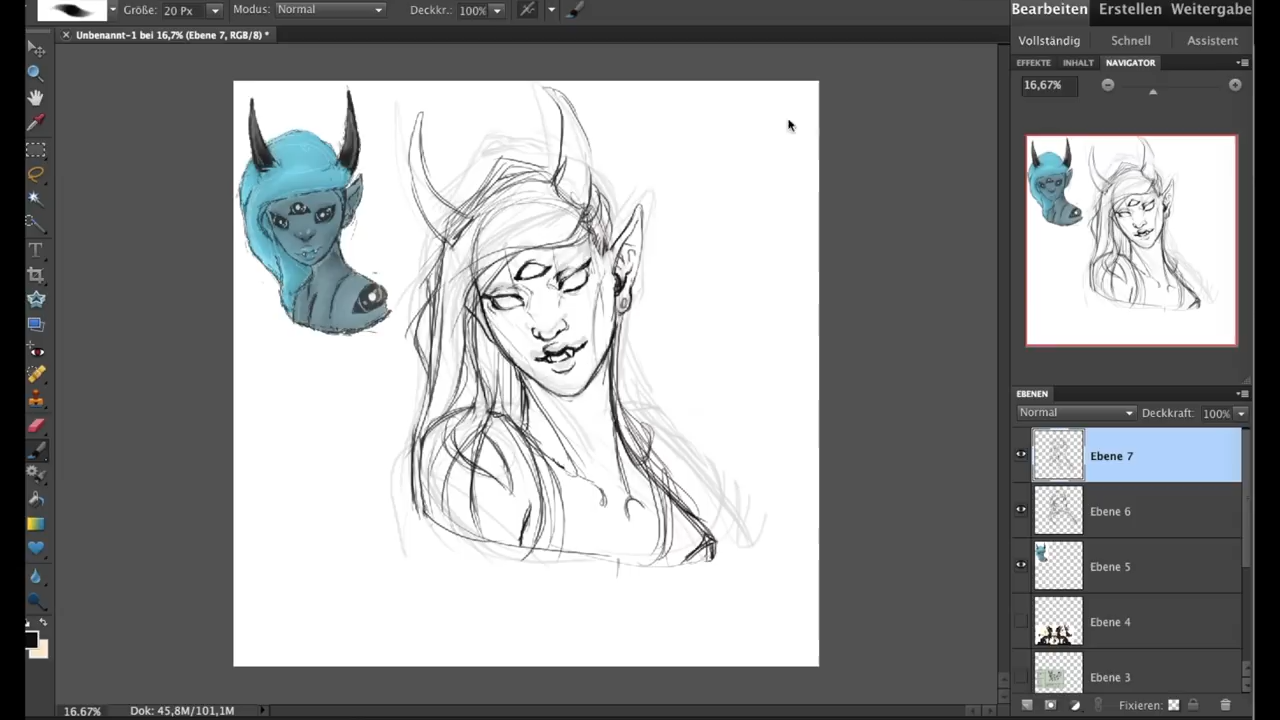 Größe: 20 Px Modus: Normal Deckkr.: 100%
Bearbeiten Erstellen Weitergabe
Unbenannt-1 bei 16,7% (Ebene 7, RGB/8) *
Vollständig Schnell Assistent
EFFEKTE INHALT NAVIGATOR
16,67%
EBENEN
Normal Deckkraft: 100%
Ebene 7
Ebene 6
Ebene 5
Ebene 4
Ebene 3
Fixieren:
16.67% Dok: 45,8M/101,1M